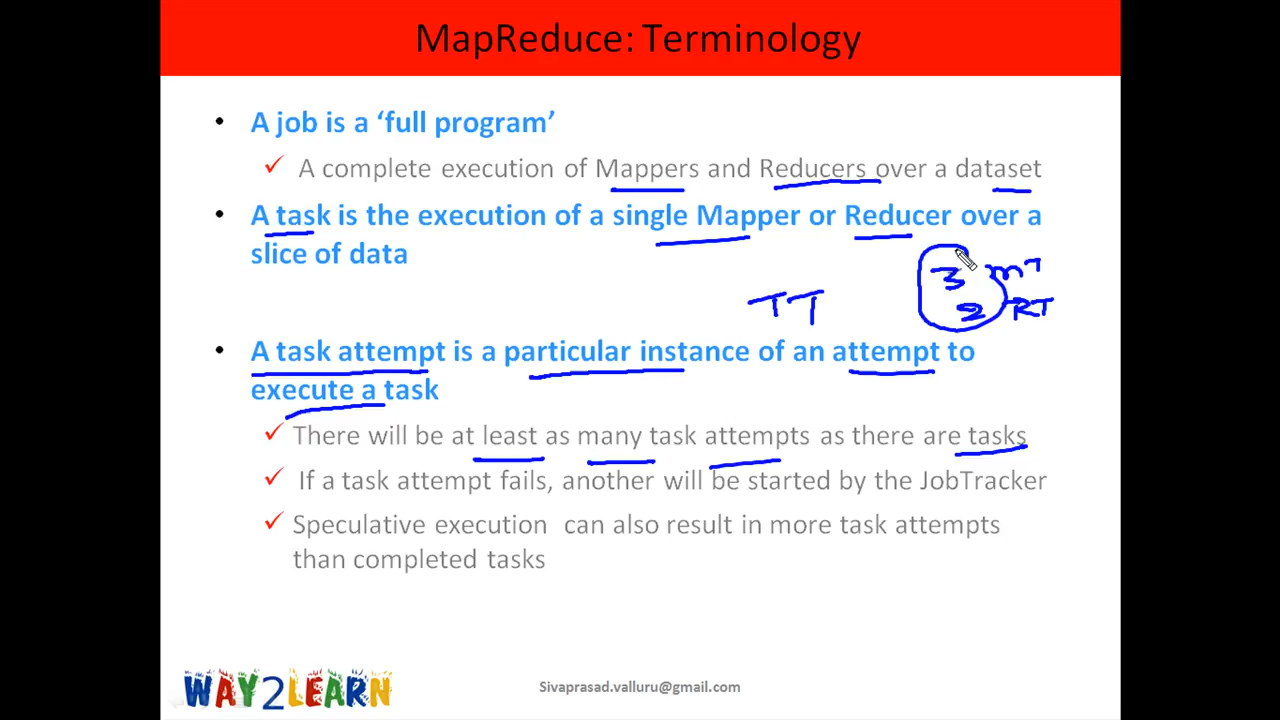 MapReduce: Terminology
• A job is a ‘full program’
✓ A complete execution of Mappers and Reducers over a dataset
• A task is the execution of a single Mapper or Reducer over a
slice of data
3 MT
TT
2 RT
• A task attempt is a particular instance of an attempt to
execute a task
✓ There will be at least as many task attempts as there are tasks
✓ If a task attempt fails, another will be started by the JobTracker
✓ Speculative execution can also result in more task attempts
than completed tasks
WAY2LEARN
Sivaprasad.valluru@gmail.com